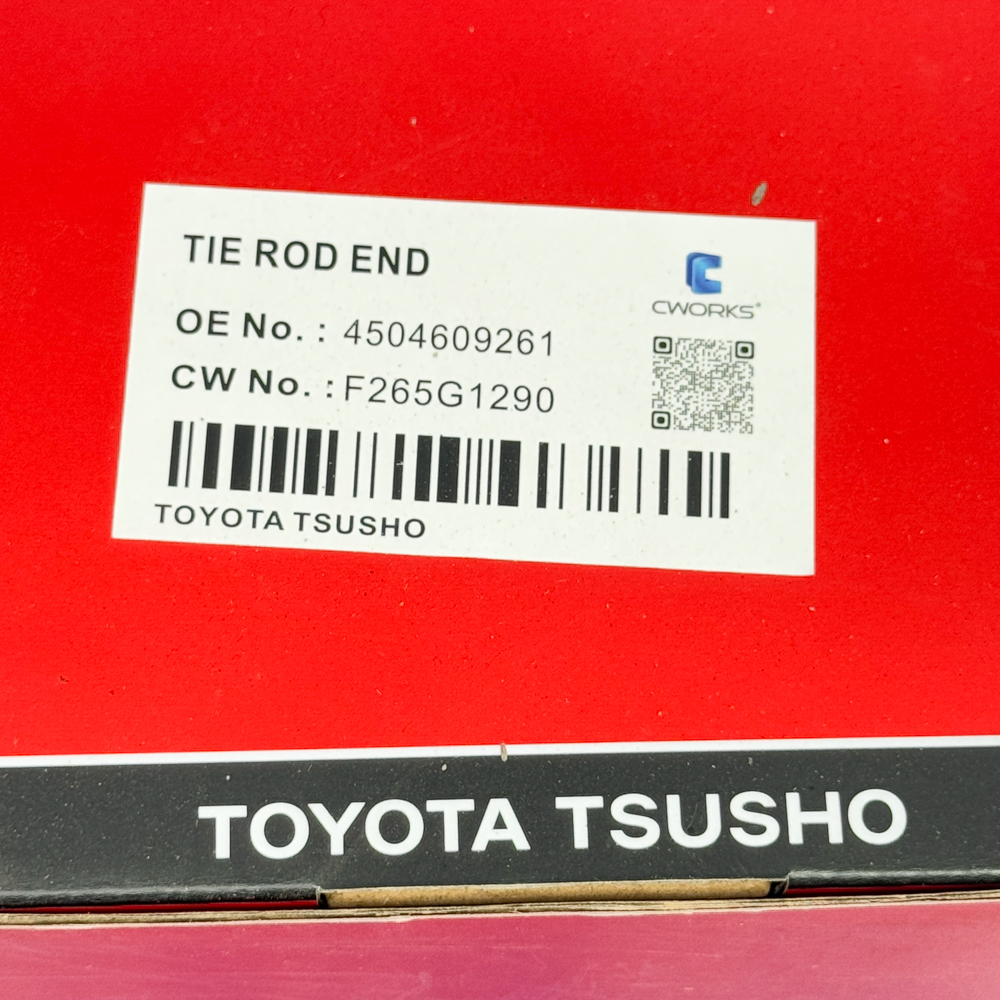 TIE ROD END
CWORKS®
OE No. : 4504609261
CW No. : F265G1290
TOYOTA TSUSHO
TOYOTA TSUSHO